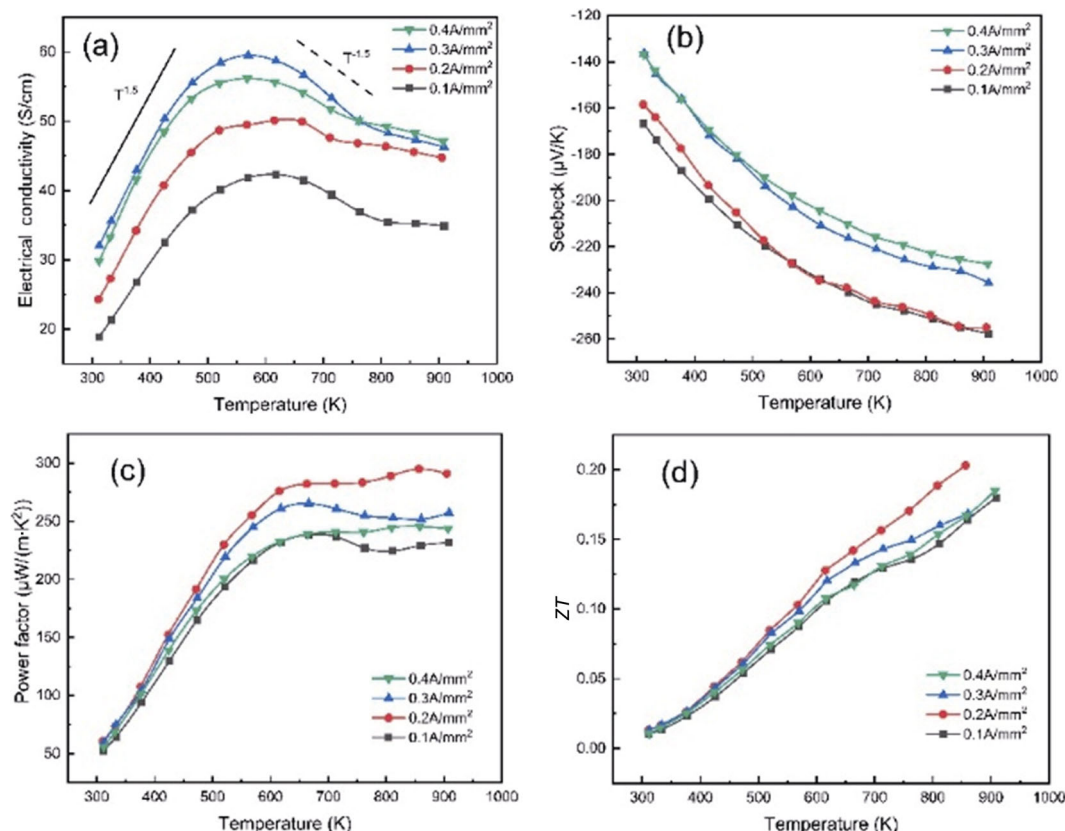 (a)
T^1.5
T^-1.5
0.4A/mm²
0.3A/mm²
0.2A/mm²
0.1A/mm²
60
50
40
30
20
Electrical conductivity (S/cm)
300 400 500 600 700 800 900 1000
Temperature (K)
(b)
0.4A/mm²
0.3A/mm²
0.2A/mm²
0.1A/mm²
-140
-160
-180
-200
-220
-240
-260
Seebeck (μV/K)
300 400 500 600 700 800 900 1000
Temperature (K)
(c)
300
250
200
150
100
50
Power factor (μW/(m·K²))
0.4A/mm²
0.3A/mm²
0.2A/mm²
0.1A/mm²
300 400 500 600 700 800 900 1000
Temperature (K)
(d)
0.20
0.15
0.10
0.05
0.00
ZT
0.4A/mm²
0.3A/mm²
0.2A/mm²
0.1A/mm²
300 400 500 600 700 800 900 1000
Temperature (K)